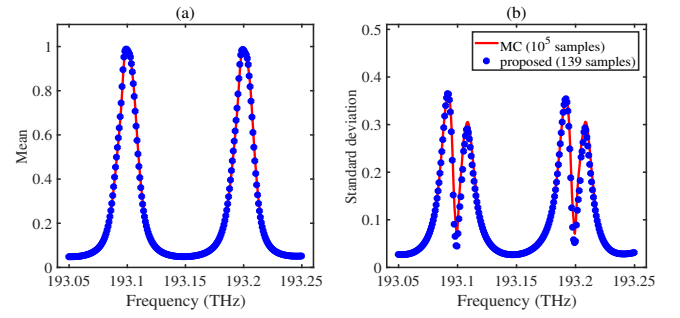 (a)
Mean
1
0.8
0.6
0.4
0.2
0
193.05 193.1 193.15 193.2 193.25
Frequency (THz)
(b)
Standard deviation
0.5
0.4
0.3
0.2
0.1
0
MC (10⁵ samples)
proposed (139 samples)
193.05 193.1 193.15 193.2 193.25
Frequency (THz)